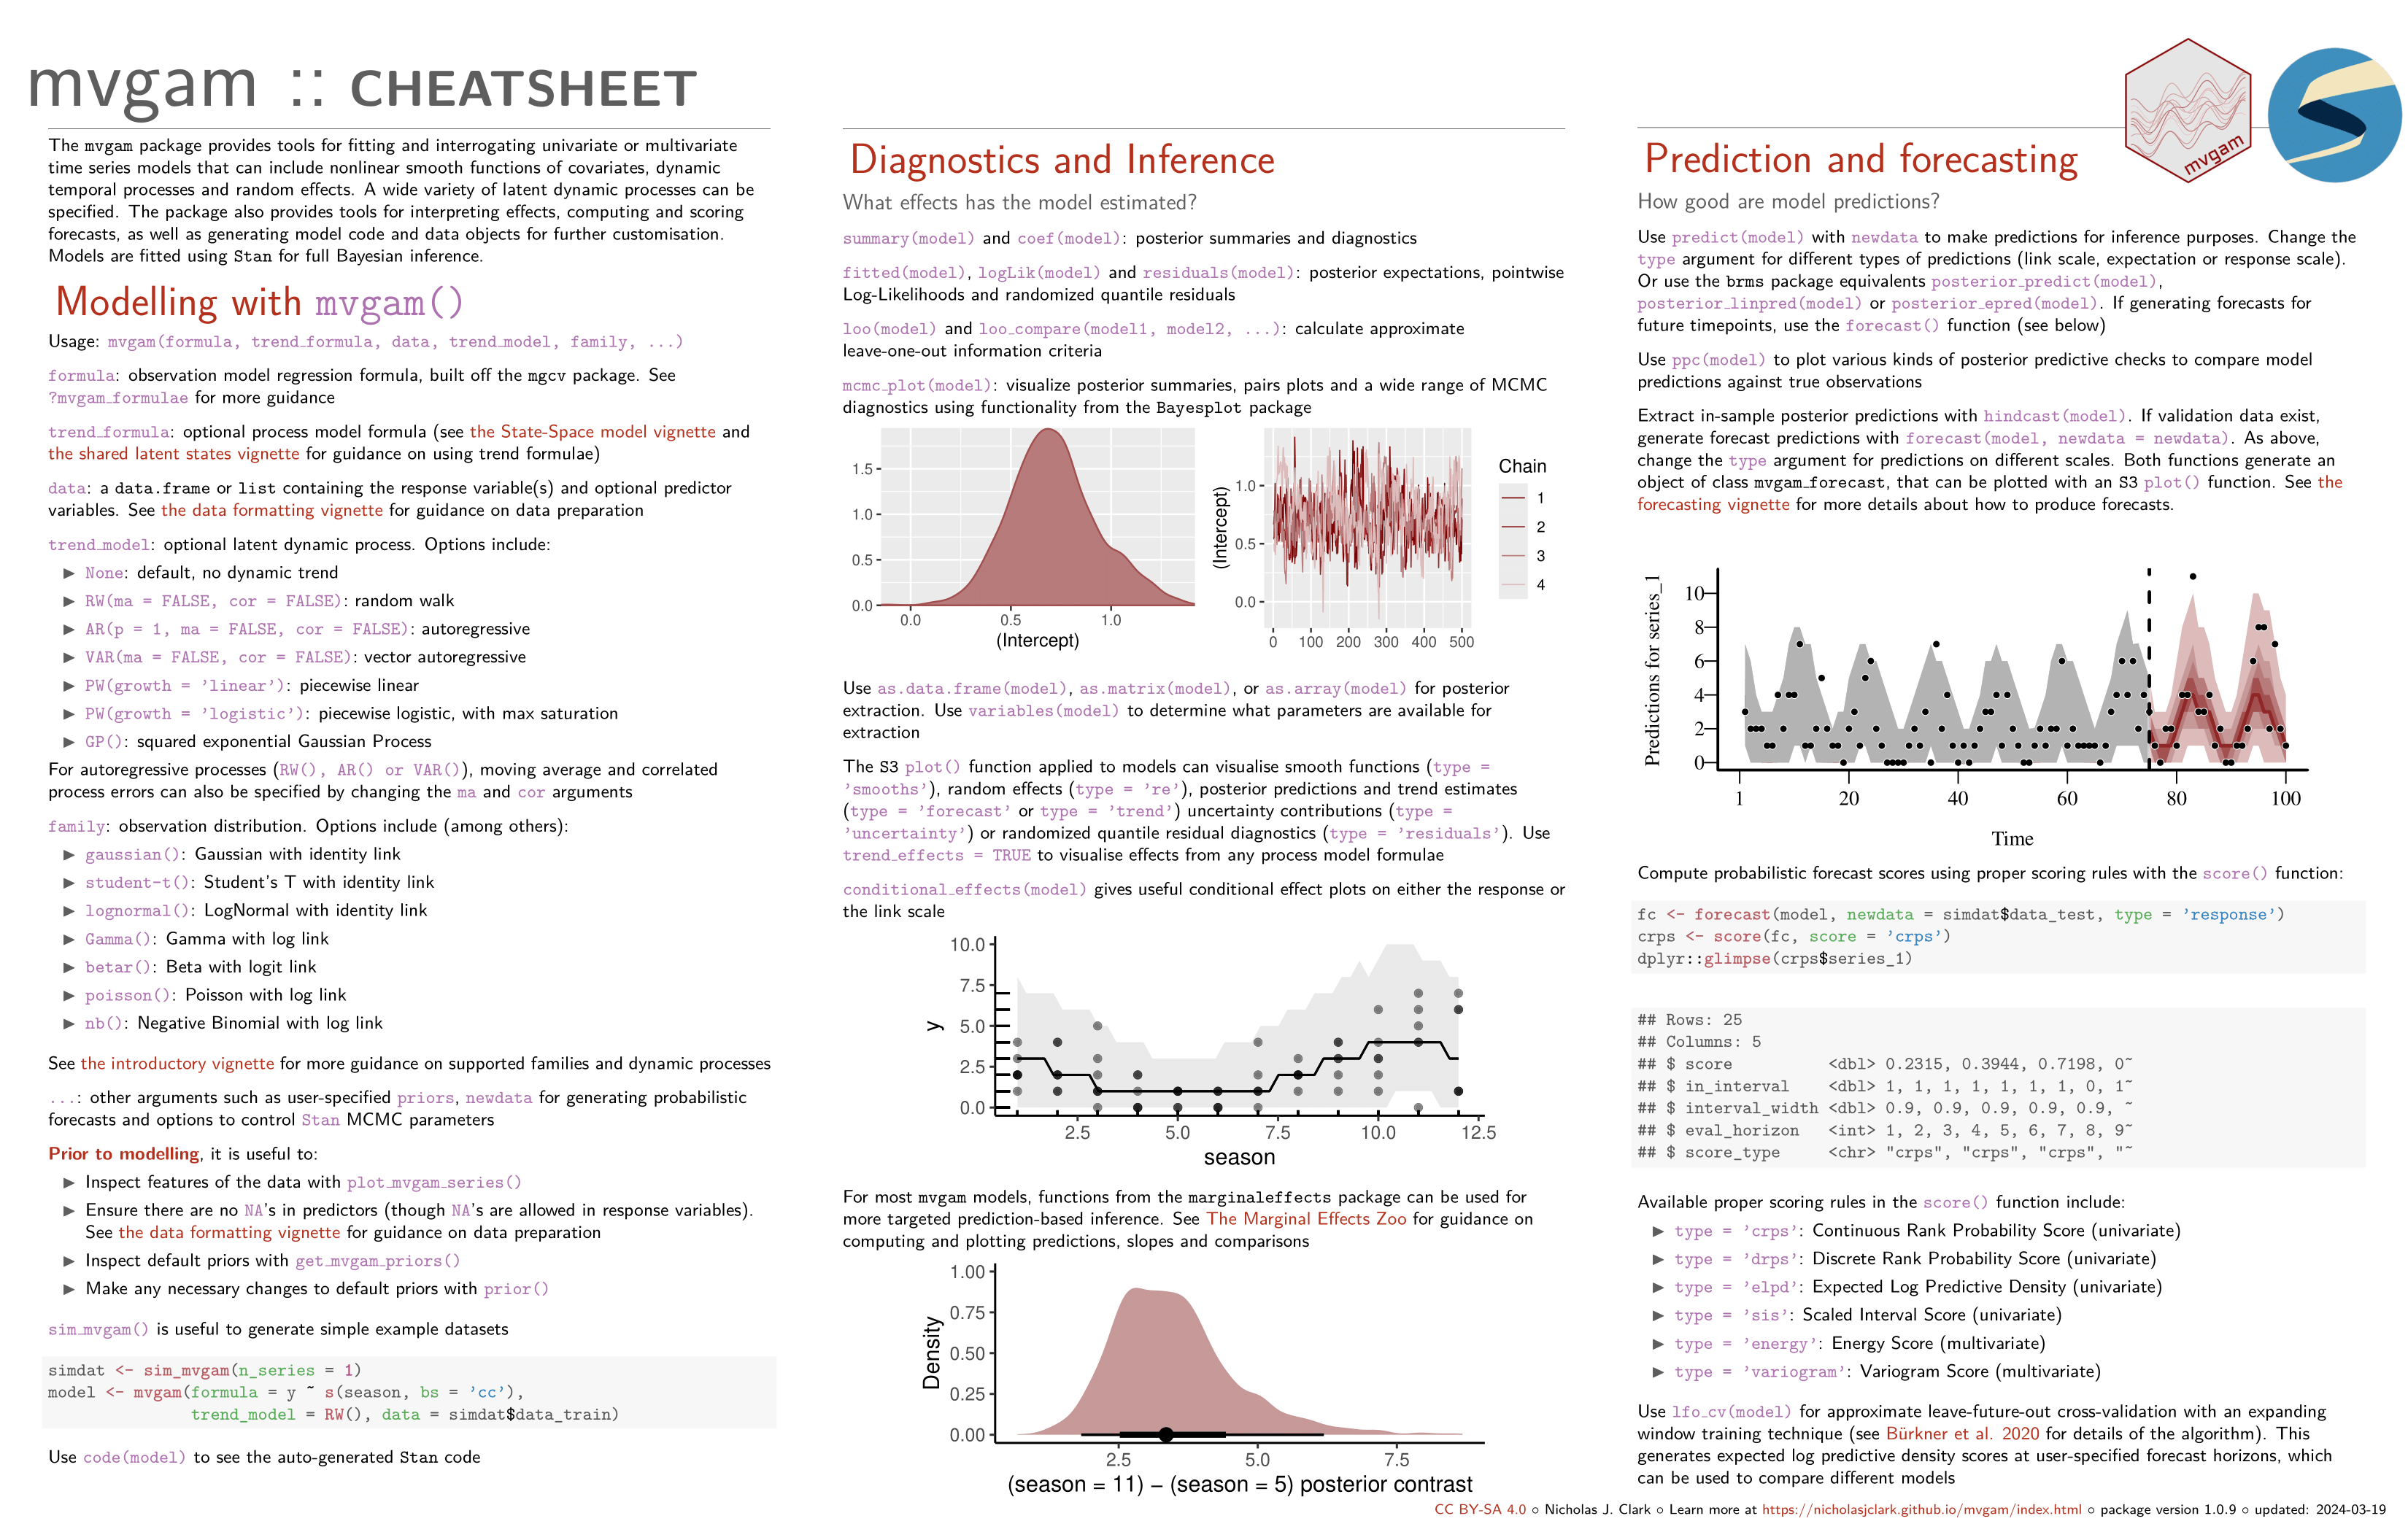 mvgam :: CHEATSHEET
The mvgam package provides tools for fitting and interrogating univariate or multivariate
time series models that can include nonlinear smooth functions of covariates, dynamic
temporal processes and random effects. A wide variety of latent dynamic processes can be
specified. The package also provides tools for interpreting effects, computing and scoring
forecasts, as well as generating model code and data objects for further customisation.
Models are fitted using Stan for full Bayesian inference.
Modelling with mvgam()
Usage: mvgam(formula, trend_formula, data, trend_model, family, ...)
formula: observation model regression formula, built off the mgcv package. See
?mvgam_formulae for more guidance
trend_formula: optional process model formula (see the State-Space model vignette and
the shared latent states vignette for guidance on using trend formulae)
data: a data.frame or list containing the response variable(s) and optional predictor
variables. See the data formatting vignette for guidance on data preparation
trend_model: optional latent dynamic process. Options include:
▶ None: default, no dynamic trend
▶ RW(ma = FALSE, cor = FALSE): random walk
▶ AR(p = 1, ma = FALSE, cor = FALSE): autoregressive
▶ VAR(ma = FALSE, cor = FALSE): vector autoregressive
▶ PW(growth = 'linear'): piecewise linear
▶ PW(growth = 'logistic'): piecewise logistic, with max saturation
▶ GP(): squared exponential Gaussian Process
For autoregressive processes (RW(), AR() or VAR()), moving average and correlated
process errors can also be specified by changing the ma and cor arguments
family: observation distribution. Options include (among others):
▶ gaussian(): Gaussian with identity link
▶ student-t(): Student's T with identity link
▶ lognormal(): LogNormal with identity link
▶ Gamma(): Gamma with log link
▶ betar(): Beta with logit link
▶ poisson(): Poisson with log link
▶ nb(): Negative Binomial with log link
See the introductory vignette for more guidance on supported families and dynamic processes
...: other arguments such as user-specified priors, newdata for generating probabilistic
forecasts and options to control Stan MCMC parameters
Prior to modelling, it is useful to:
▶ Inspect features of the data with plot_mvgam_series()
▶ Ensure there are no NA's in predictors (though NA's are allowed in response variables).
See the data formatting vignette for guidance on data preparation
▶ Inspect default priors with get_mvgam_priors()
▶ Make any necessary changes to default priors with prior()
sim_mvgam() is useful to generate simple example datasets
simdat <- sim_mvgam(n_series = 1)
model <- mvgam(formula = y ~ s(season, bs = 'cc'),
trend_model = RW(), data = simdat$data_train)
Use code(model) to see the auto-generated Stan code
Diagnostics and Inference
What effects has the model estimated?
summary(model) and coef(model): posterior summaries and diagnostics
fitted(model), logLik(model) and residuals(model): posterior expectations, pointwise
Log-Likelihoods and randomized quantile residuals
loo(model) and loo_compare(model1, model2, ...): calculate approximate
leave-one-out information criteria
mcmc_plot(model): visualize posterior summaries, pairs plots and a wide range of MCMC
diagnostics using functionality from the Bayesplot package
1.5
1.0
0.5
0.0
0.0 0.5 1.0
(Intercept)
(Intercept)
1.0
0.5
0.0
0 100 200 300 400 500
Chain
1
2
3
4
Use as.data.frame(model), as.matrix(model), or as.array(model) for posterior
extraction. Use variables(model) to determine what parameters are available for
extraction
The S3 plot() function applied to models can visualise smooth functions (type =
'smooths'), random effects (type = 're'), posterior predictions and trend estimates
(type = 'forecast' or type = 'trend') uncertainty contributions (type =
'uncertainty') or randomized quantile residual diagnostics (type = 'residuals'). Use
trend_effects = TRUE to visualise effects from any process model formulae
conditional_effects(model) gives useful conditional effect plots on either the response or
the link scale
y
10.0
7.5
5.0
2.5
0.0
2.5 5.0 7.5 10.0 12.5
season
For most mvgam models, functions from the marginaleffects package can be used for
more targeted prediction-based inference. See The Marginal Effects Zoo for guidance on
computing and plotting predictions, slopes and comparisons
Density
1.00
0.75
0.50
0.25
0.00
2.5 5.0 7.5
(season = 11) − (season = 5) posterior contrast
Prediction and forecasting
mvgam
How good are model predictions?
Use predict(model) with newdata to make predictions for inference purposes. Change the
type argument for different types of predictions (link scale, expectation or response scale).
Or use the brms package equivalents posterior_predict(model),
posterior_linpred(model) or posterior_epred(model). If generating forecasts for
future timepoints, use the forecast() function (see below)
Use ppc(model) to plot various kinds of posterior predictive checks to compare model
predictions against true observations
Extract in-sample posterior predictions with hindcast(model). If validation data exist,
generate forecast predictions with forecast(model, newdata = newdata). As above,
change the type argument for predictions on different scales. Both functions generate an
object of class mvgam_forecast, that can be plotted with an S3 plot() function. See the
forecasting vignette for more details about how to produce forecasts.
Predictions for series_1
10
8
6
4
2
0
1 20 40 60 80 100
Time
Compute probabilistic forecast scores using proper scoring rules with the score() function:
fc <- forecast(model, newdata = simdat$data_test, type = 'response')
crps <- score(fc, score = 'crps')
dplyr::glimpse(crps$series_1)
## Rows: 25
## Columns: 5
## $ score <dbl> 0.2315, 0.3944, 0.7198, 0~
## $ in_interval <dbl> 1, 1, 1, 1, 1, 1, 0, 1~
## $ interval_width <dbl> 0.9, 0.9, 0.9, 0.9, 0.9, ~
## $ eval_horizon <int> 1, 2, 3, 4, 5, 6, 7, 8, 9~
## $ score_type <chr> "crps", "crps", "crps", "~
Available proper scoring rules in the score() function include:
▶ type = 'crps': Continuous Rank Probability Score (univariate)
▶ type = 'drps': Discrete Rank Probability Score (univariate)
▶ type = 'elpd': Expected Log Predictive Density (univariate)
▶ type = 'sis': Scaled Interval Score (univariate)
▶ type = 'energy': Energy Score (multivariate)
▶ type = 'variogram': Variogram Score (multivariate)
Use lfo_cv(model) for approximate leave-future-out cross-validation with an expanding
window training technique (see Bürkner et al. 2020 for details of the algorithm). This
generates expected log predictive density scores at user-specified forecast horizons, which
can be used to compare different models
CC BY-SA 4.0 ○ Nicholas J. Clark ○ Learn more at https://nicholasjclark.github.io/mvgam/index.html ○ package version 1.0.9 ○ updated: 2024-03-19